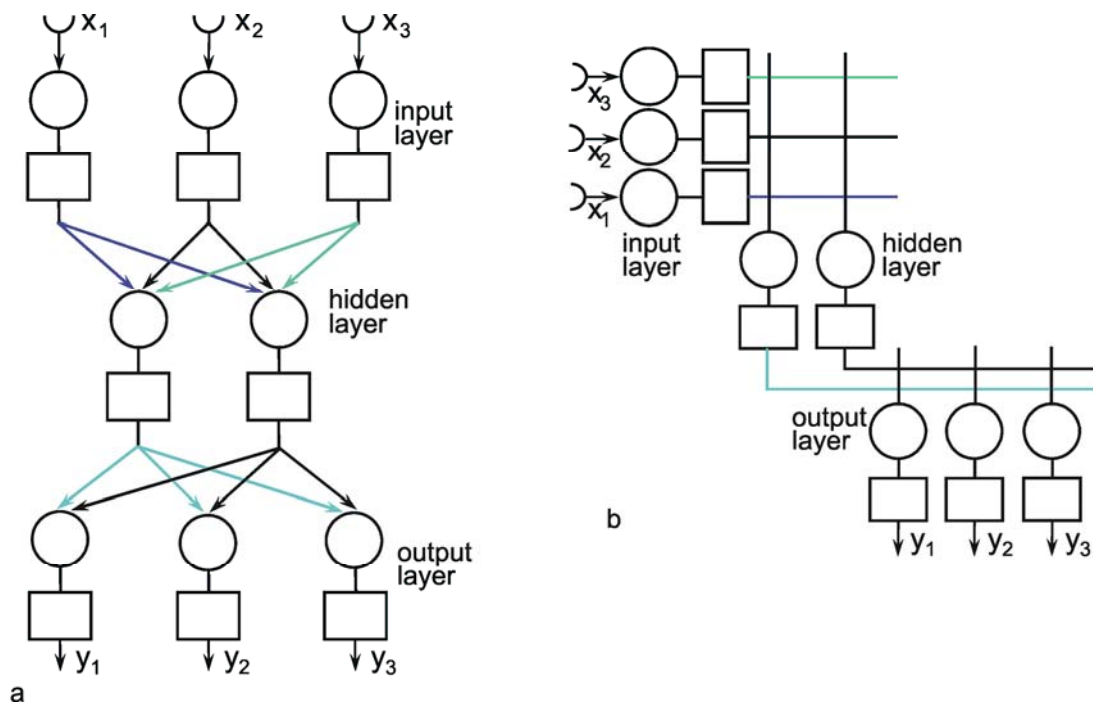 x1
x2
x3
input
layer
hidden
layer
output
layer
y1
y2
y3
a
x3
x2
x1
input
layer
hidden
layer
output
layer
y1
y2
y3
b